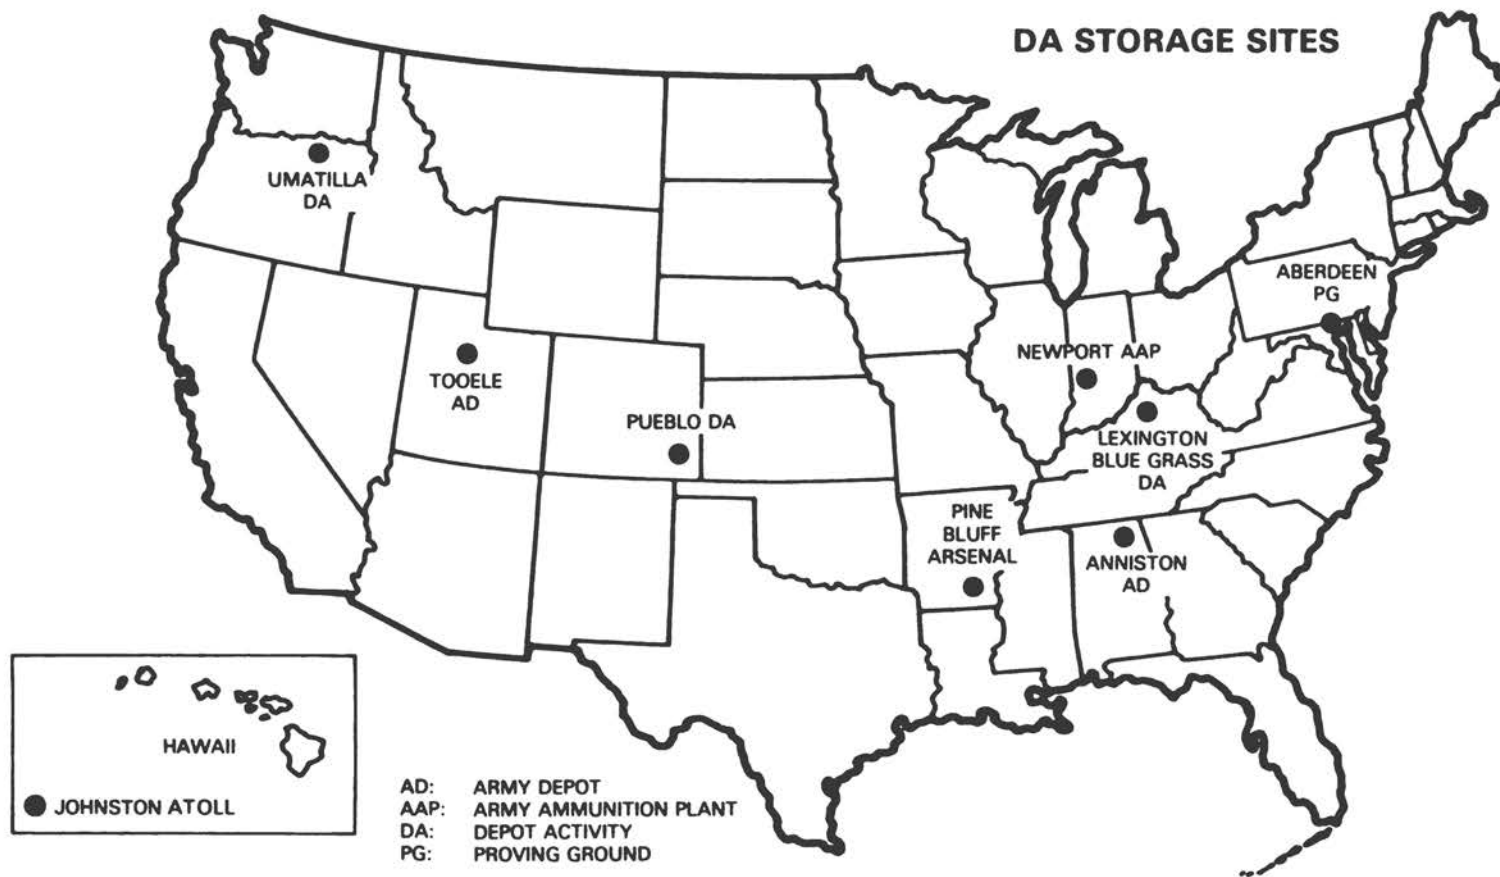 DA STORAGE SITES
UMATILLA
DA
ABERDEEN
PG
NEWPORT AAP
TOOELE
AD
PUEBLO DA
LEXINGTON
BLUE GRASS
DA
PINE
BLUFF
ARSENAL
ANNISTON
AD
HAWAII
JOHNSTON ATOLL
AD: ARMY DEPOT
AAP: ARMY AMMUNITION PLANT
DA: DEPOT ACTIVITY
PG: PROVING GROUND